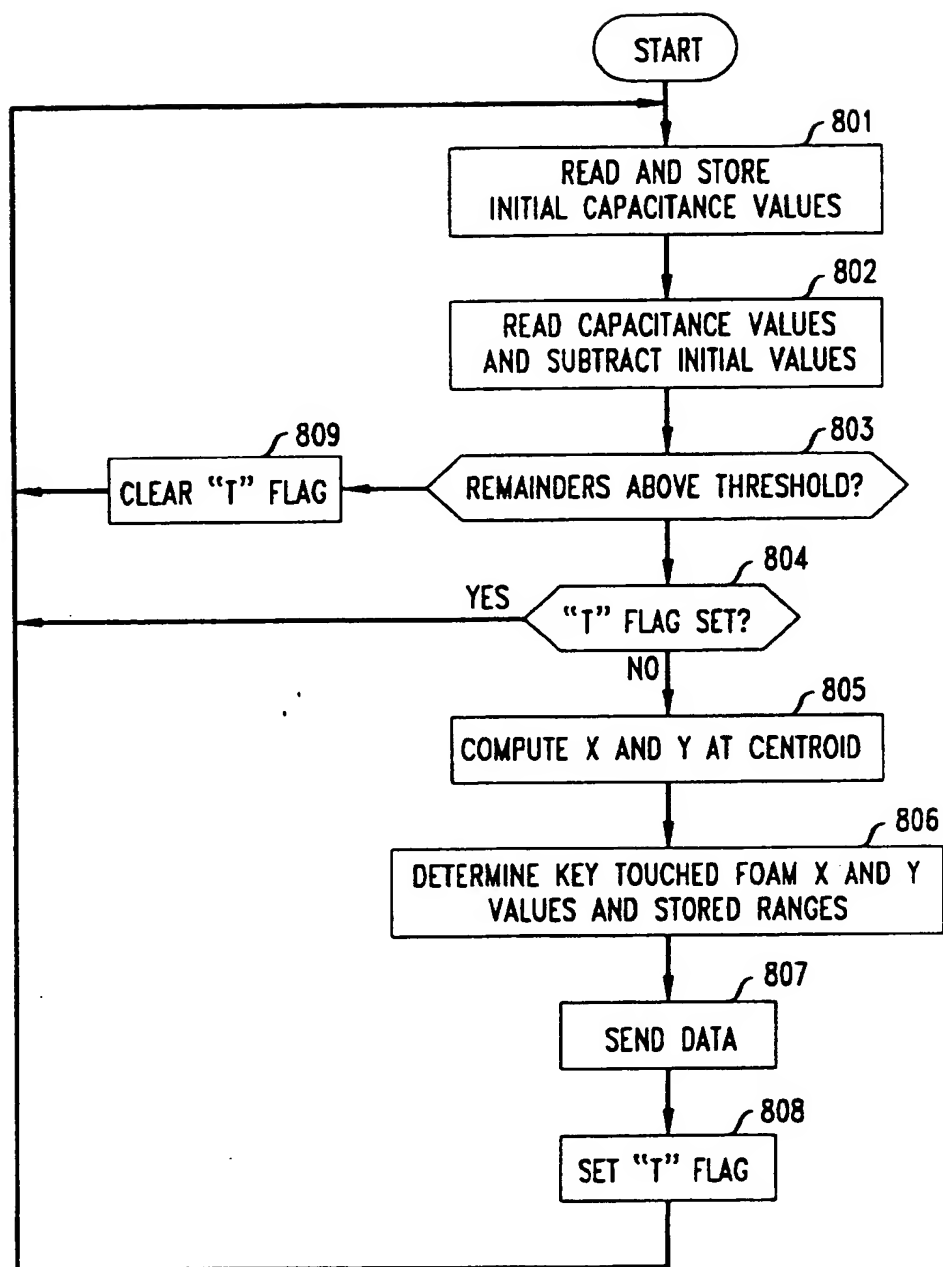 START
801
READ AND STORE
INITIAL CAPACITANCE VALUES
802
READ CAPACITANCE VALUES
AND SUBTRACT INITIAL VALUES
809
803
CLEAR “T” FLAG
REMAINDERS ABOVE THRESHOLD?
804
YES
“T” FLAG SET?
NO
805
COMPUTE X AND Y AT CENTROID
806
DETERMINE KEY TOUCHED FOAM X AND Y
VALUES AND STORED RANGES
807
SEND DATA
808
SET “T” FLAG